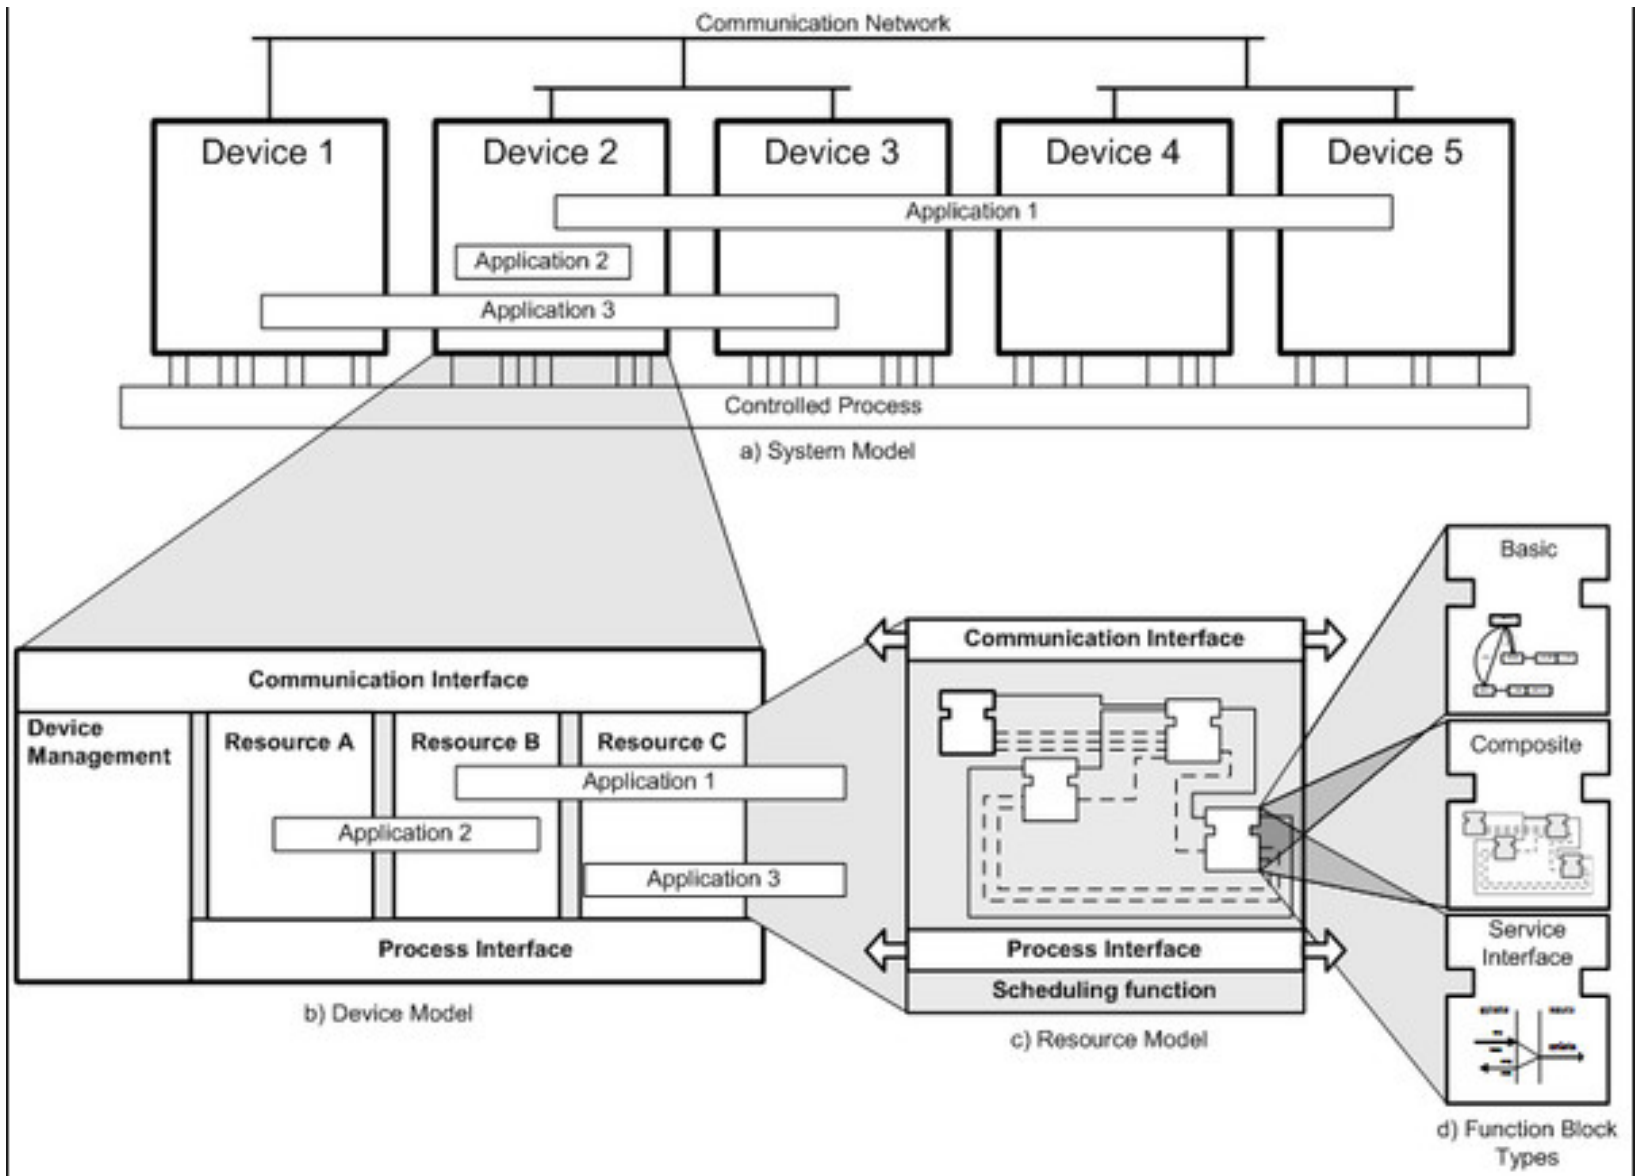 Communication Network
Device 1
Device 2
Device 3
Device 4
Device 5
Application 1
Application 2
Application 3
Controlled Process
a) System Model
Communication Interface
Device
Management
Resource A
Resource B
Resource C
Application 1
Application 2
Application 3
Process Interface
b) Device Model
Communication Interface
Process Interface
Scheduling function
c) Resource Model
Basic
Composite
Service
Interface
d) Function Block
Types